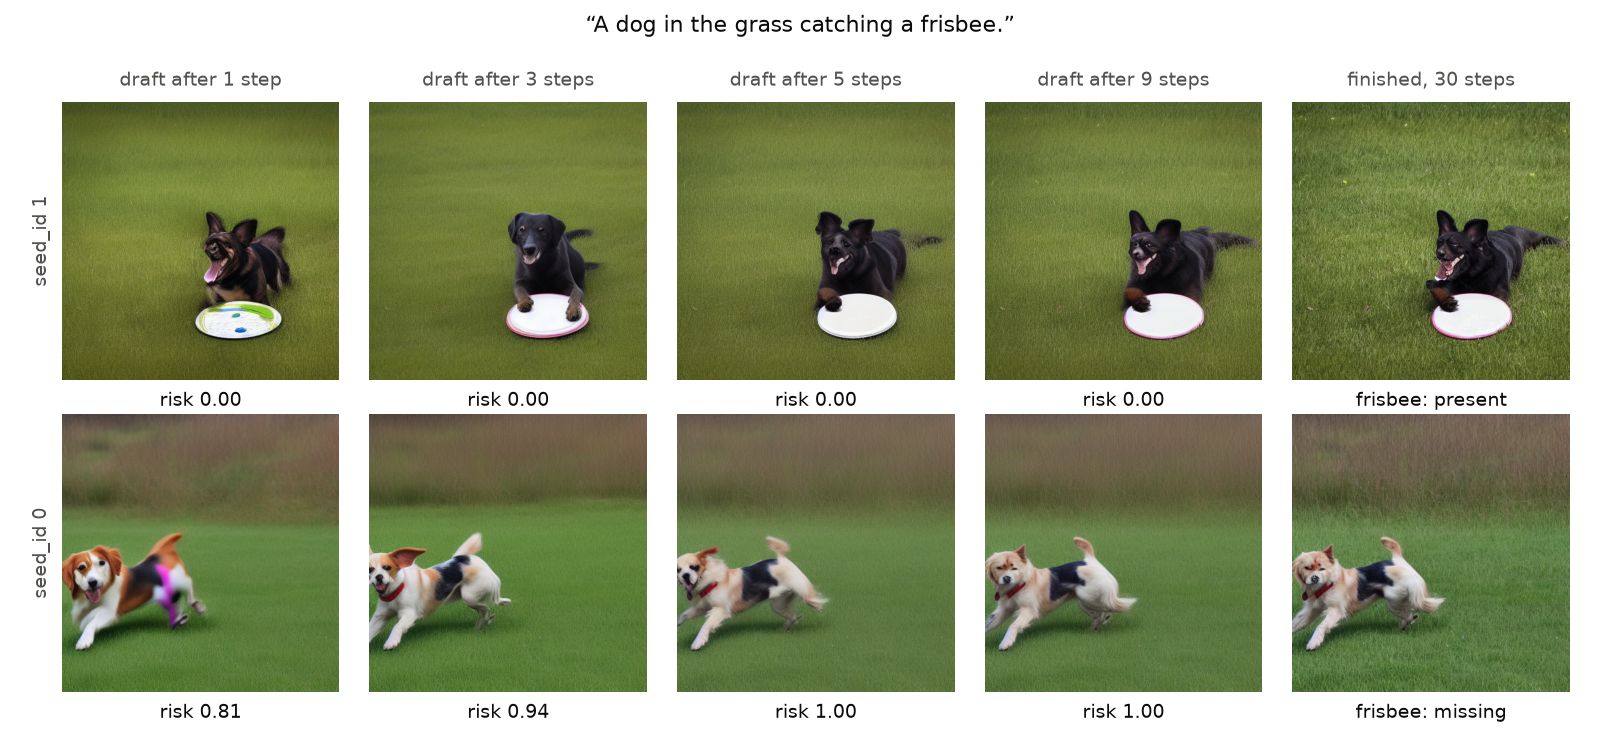 “A dog in the grass catching a frisbee.”
draft after 1 step
draft after 3 steps
draft after 5 steps
draft after 9 steps
finished, 30 steps
seed_id 1
risk 0.00
risk 0.00
risk 0.00
risk 0.00
frisbee: present
seed_id 0
risk 0.81
risk 0.94
risk 1.00
risk 1.00
frisbee: missing